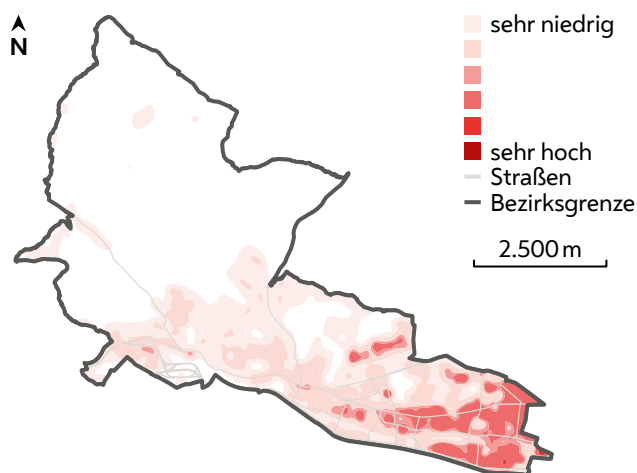 N
sehr niedrig
sehr hoch
Straßen
Bezirksgrenze
2.500 m